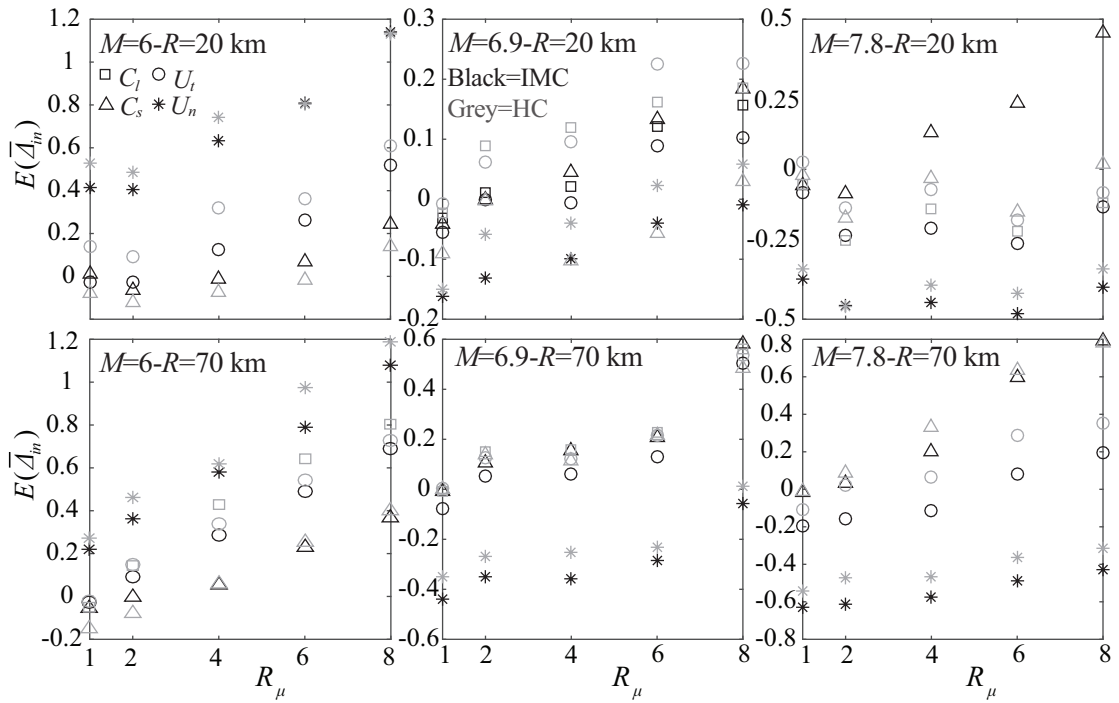 M=6-R=20 km
C_l U_t
C_s U_n
E(Δ̅_in)
1.2
1
0.8
0.6
0.4
0.2
0
M=6.9-R=20 km
Black=IMC
Grey=HC
0.3
0.2
0.1
0
-0.1
-0.2
M=7.8-R=20 km
0.5
0.25
0
-0.25
-0.5
M=6-R=70 km
E(Δ̅_in)
1.2
1
0.8
0.6
0.4
0.2
0
-0.2
1 2 4 6 8
R_μ
M=6.9-R=70 km
0.6
0.4
0.2
0
-0.2
-0.4
-0.6
1 2 4 6 8
R_μ
M=7.8-R=70 km
0.8
0.6
0.4
0.2
0
-0.2
-0.4
-0.6
-0.8
1 2 4 6 8
R_μ